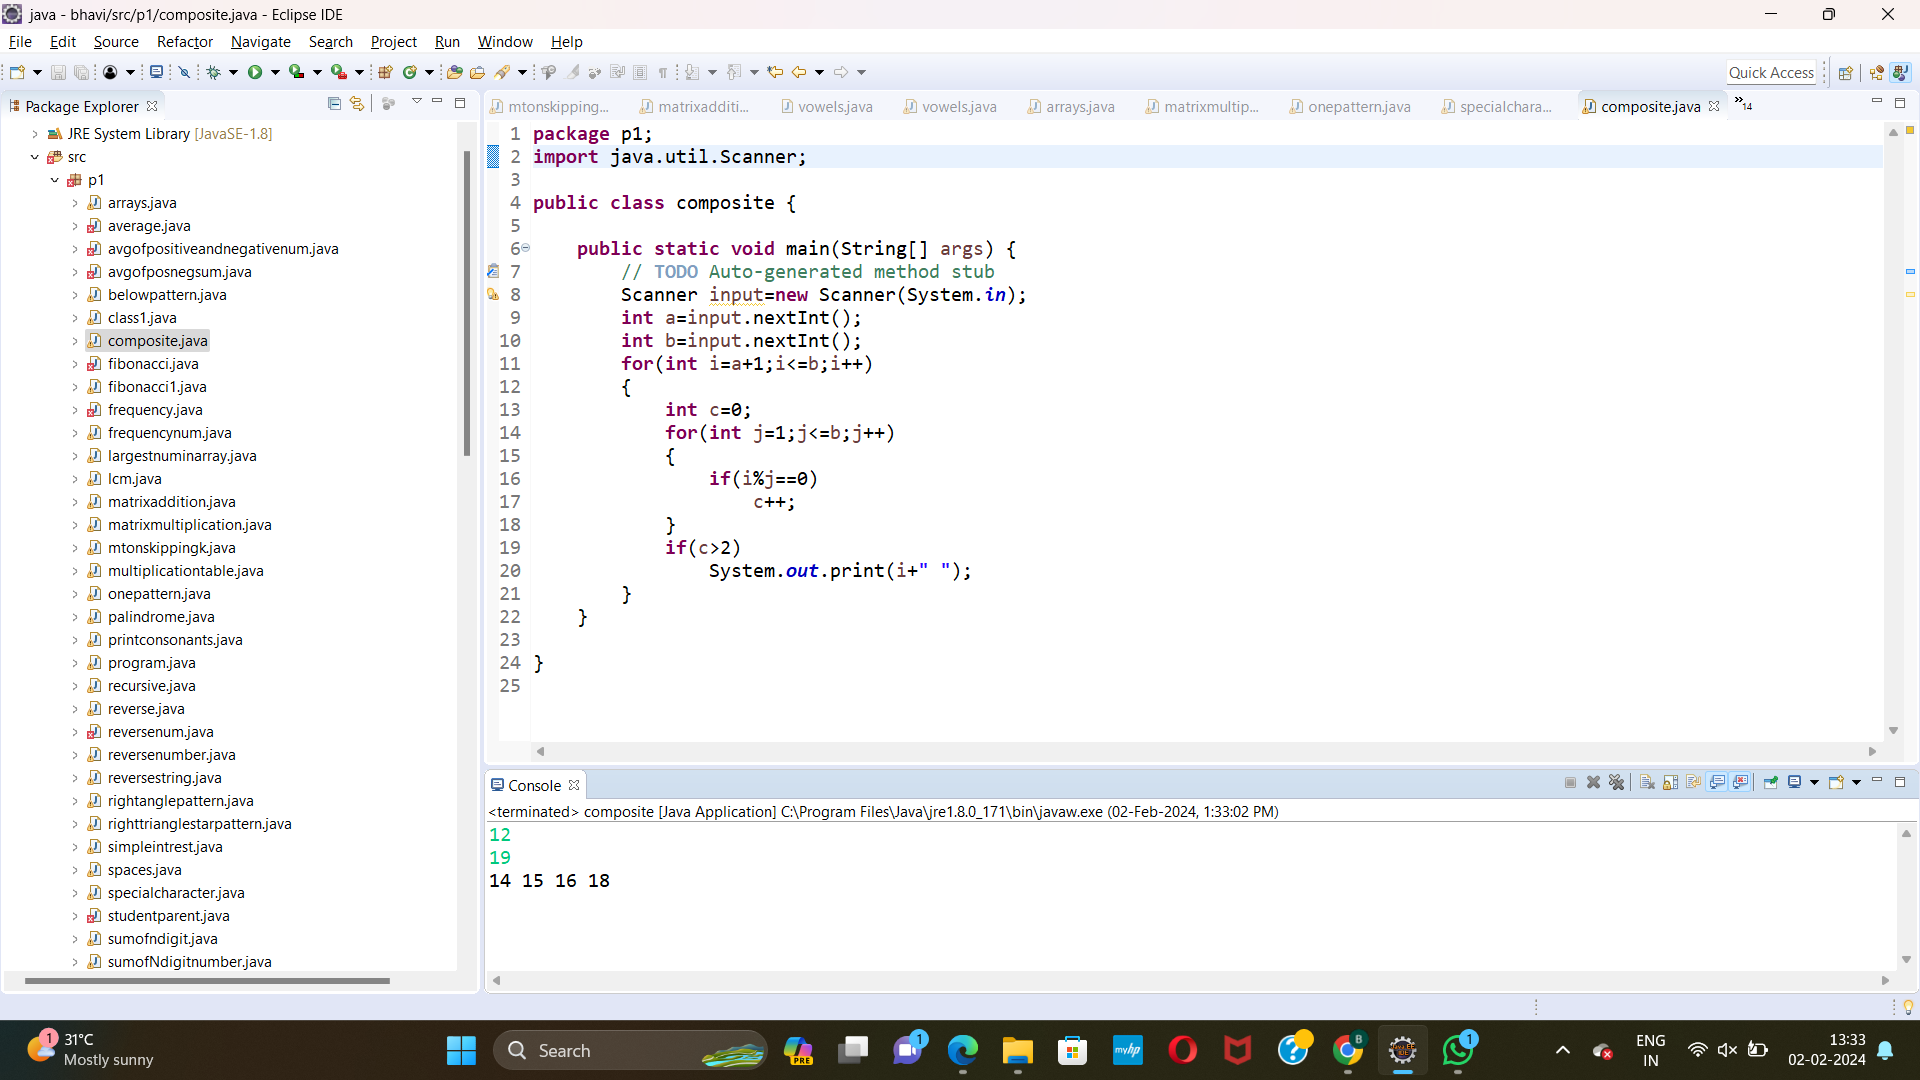 java - bhavi/src/p1/composite.java - Eclipse IDE
File Edit Source Refactor Navigate Search Project Run Window Help
Quick Access
Package Explorer
mtonskipping... matrixadditi... vowels.java vowels.java arrays.java matrixmultip... onepattern.java specialchara... composite.java »14
JRE System Library [JavaSE-1.8]
src
p1
arrays.java
average.java
avgofpositiveandnegativenum.java
avgofposnegsum.java
belowpattern.java
class1.java
composite.java
fibonacci.java
fibonacci1.java
frequency.java
frequencynum.java
largestnuminarray.java
lcm.java
matrixaddition.java
matrixmultiplication.java
mtonskippingk.java
multiplicationtable.java
onepattern.java
palindrome.java
printconsonants.java
program.java
recursive.java
reverse.java
reversenum.java
reversenumber.java
reversestring.java
rightanglepattern.java
righttrianglestarpattern.java
simpleintrest.java
spaces.java
specialcharacter.java
studentparent.java
sumofndigit.java
sumofNdigitnumber.java
1 package p1;
2 import java.util.Scanner;
3
4 public class composite {
5
6 public static void main(String[] args) {
7 // TODO Auto-generated method stub
8 Scanner input=new Scanner(System.in);
9 int a=input.nextInt();
10 int b=input.nextInt();
11 for(int i=a+1;i<=b;i++)
12 {
13 int c=0;
14 for(int j=1;j<=b;j++)
15 {
16 if(i%j==0)
17 c++;
18 }
19 if(c>2)
20 System.out.print(i+" ");
21 }
22 }
23
24 }
25
Console
<terminated> composite [Java Application] C:\Program Files\Java\jre1.8.0_171\bin\javaw.exe (02-Feb-2024, 1:33:02 PM)
12
19
14 15 16 18
1
31°C
Mostly sunny
Search
PRE
1
myhp
B
1
ENG
IN
13:33
02-02-2024